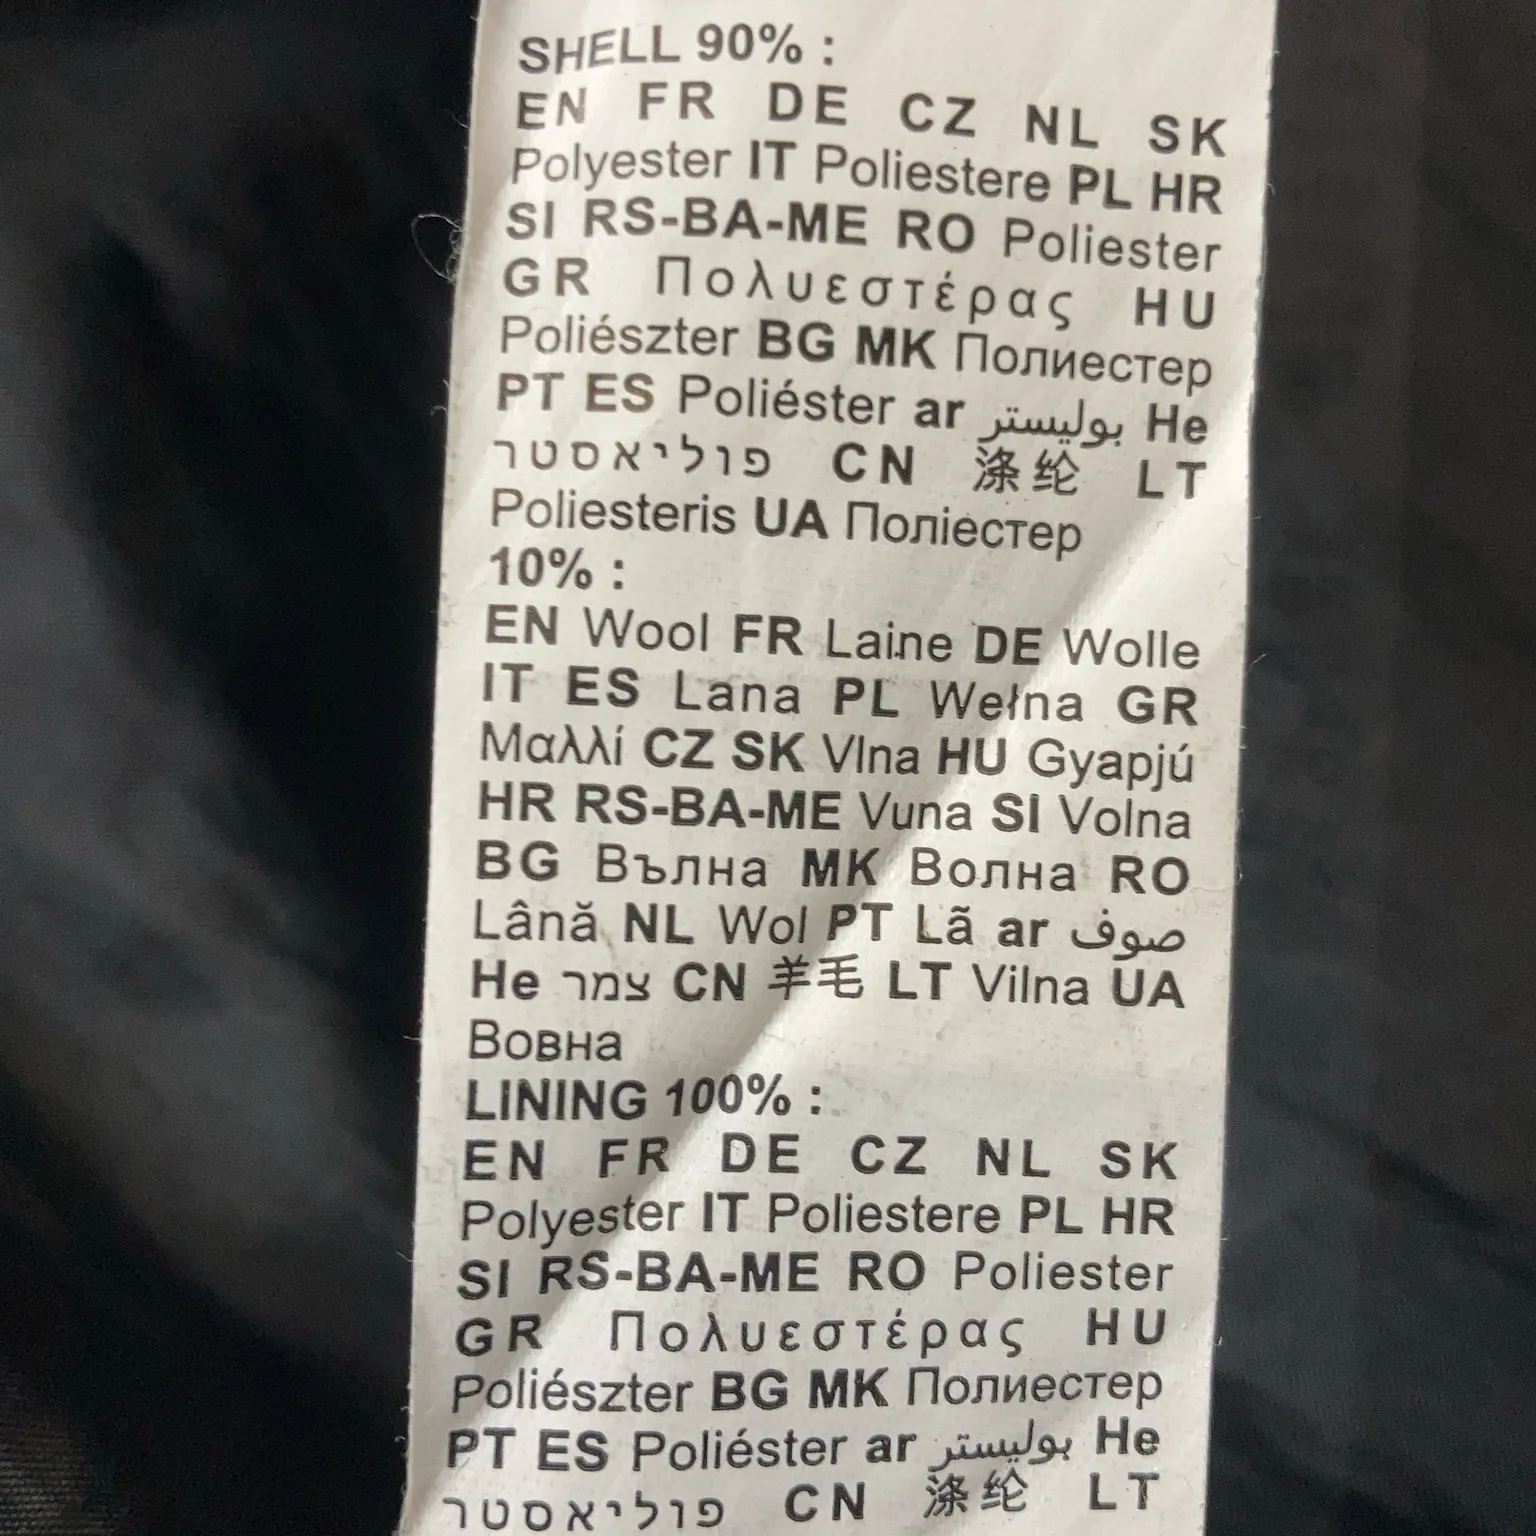 SHELL 90% :
EN FR DE CZ NL SK
Polyester IT Poliestere PL HR
SI RS-BA-ME RO Poliester
GR Πολυεστέρας HU
Poliészter BG MK Полиестер
PT ES Poliéster ar بوليستر He
פוליאסטר CN 涤纶 LT
Poliesteris UA Поліестер
10% :
EN Wool FR Laine DE Wolle
IT ES Lana PL Wełna GR
Μαλλί CZ SK Vlna HU Gyapjú
HR RS-BA-ME Vuna SI Volna
BG Вълна MK Волна RO
Lână NL Wol PT Lã ar صوف
He צמר CN 羊毛 LT Vilna UA
Вовна
LINING 100% :
EN FR DE CZ NL SK
Polyester IT Poliestere PL HR
SI RS-BA-ME RO Poliester
GR Πολυεστέρας HU
Poliészter BG MK Полиестер
PT ES Poliéster ar بوليستر He
פוליאסטר CN 涤纶 LT